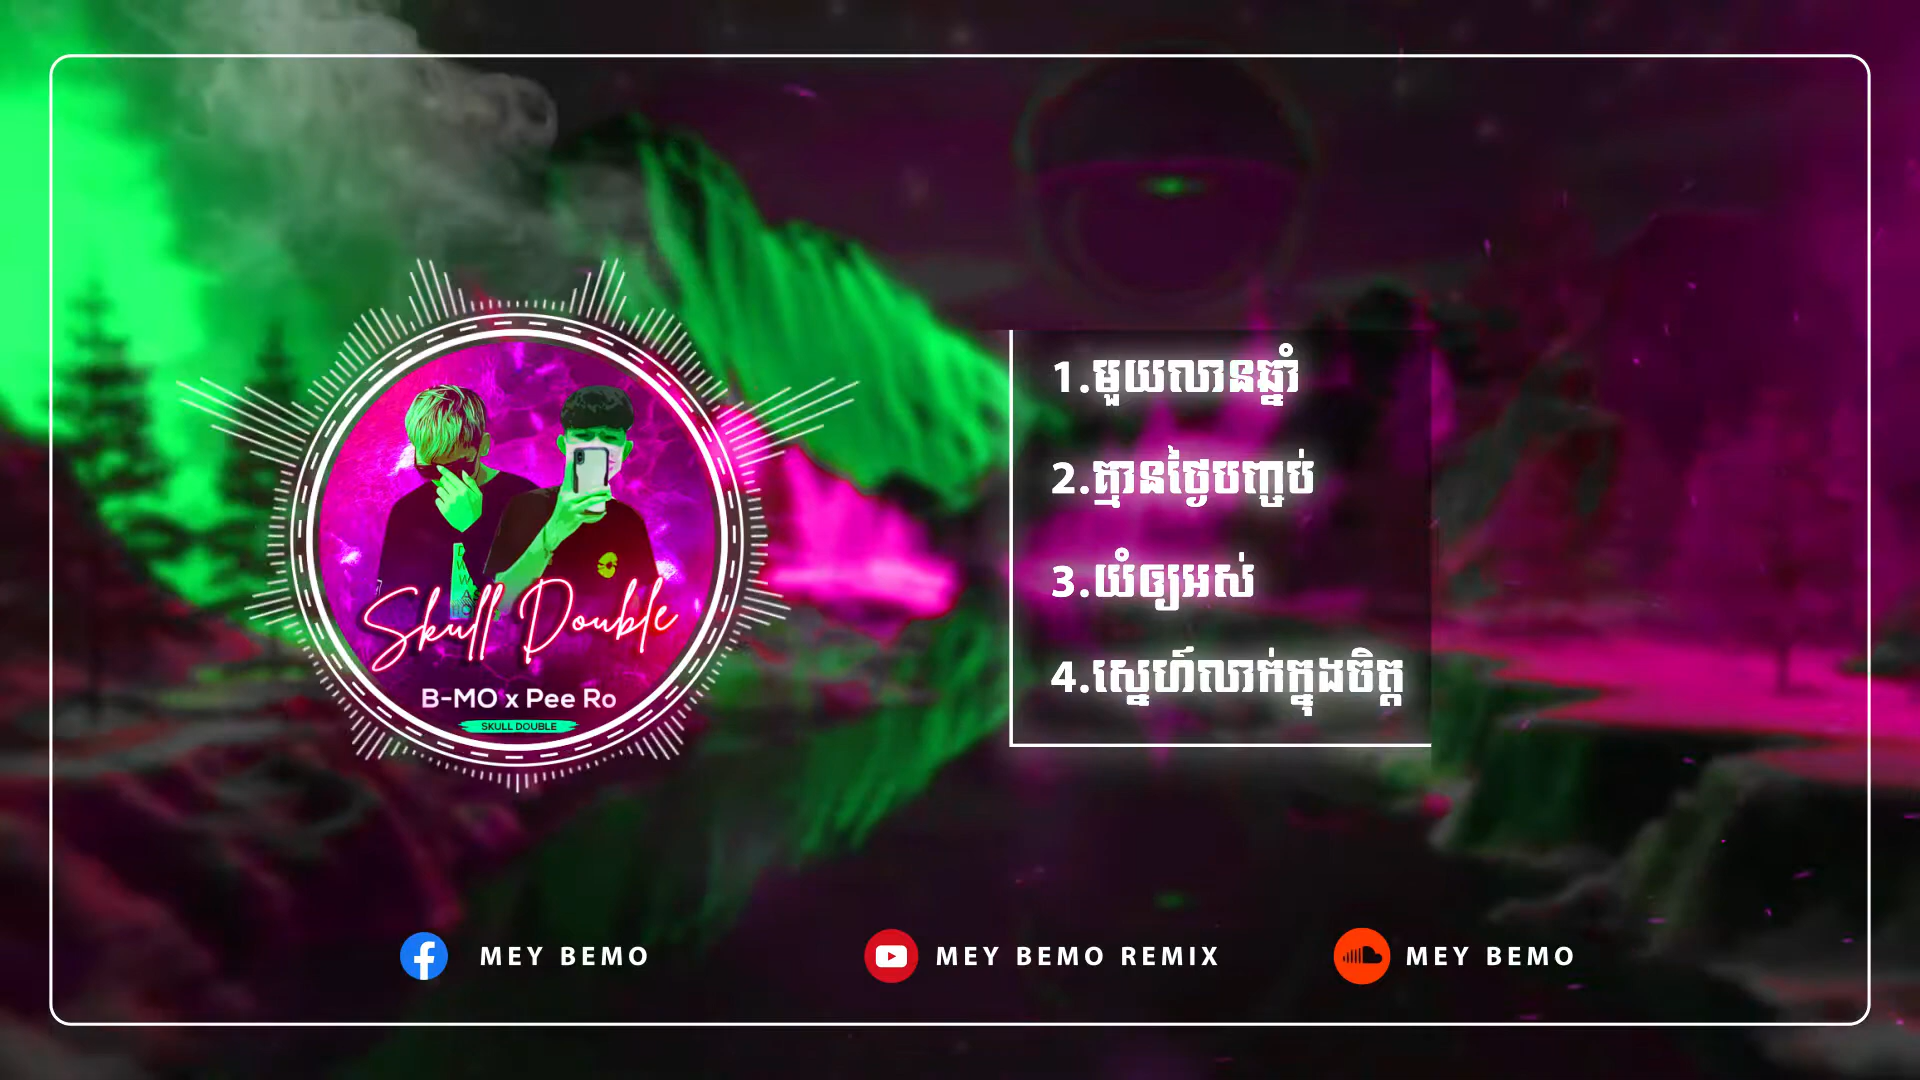 Skull Double
B-MO x Pee Ro
SKULL DOUBLE
1.មួយលានឆ្នាំ
2.គ្មានថ្ងៃបញ្ចប់
3.យំឲ្យអស់
4.ស្នេហ៍លាក់ក្នុងចិត្ត
MEY BEMO
MEY BEMO REMIX
MEY BEMO